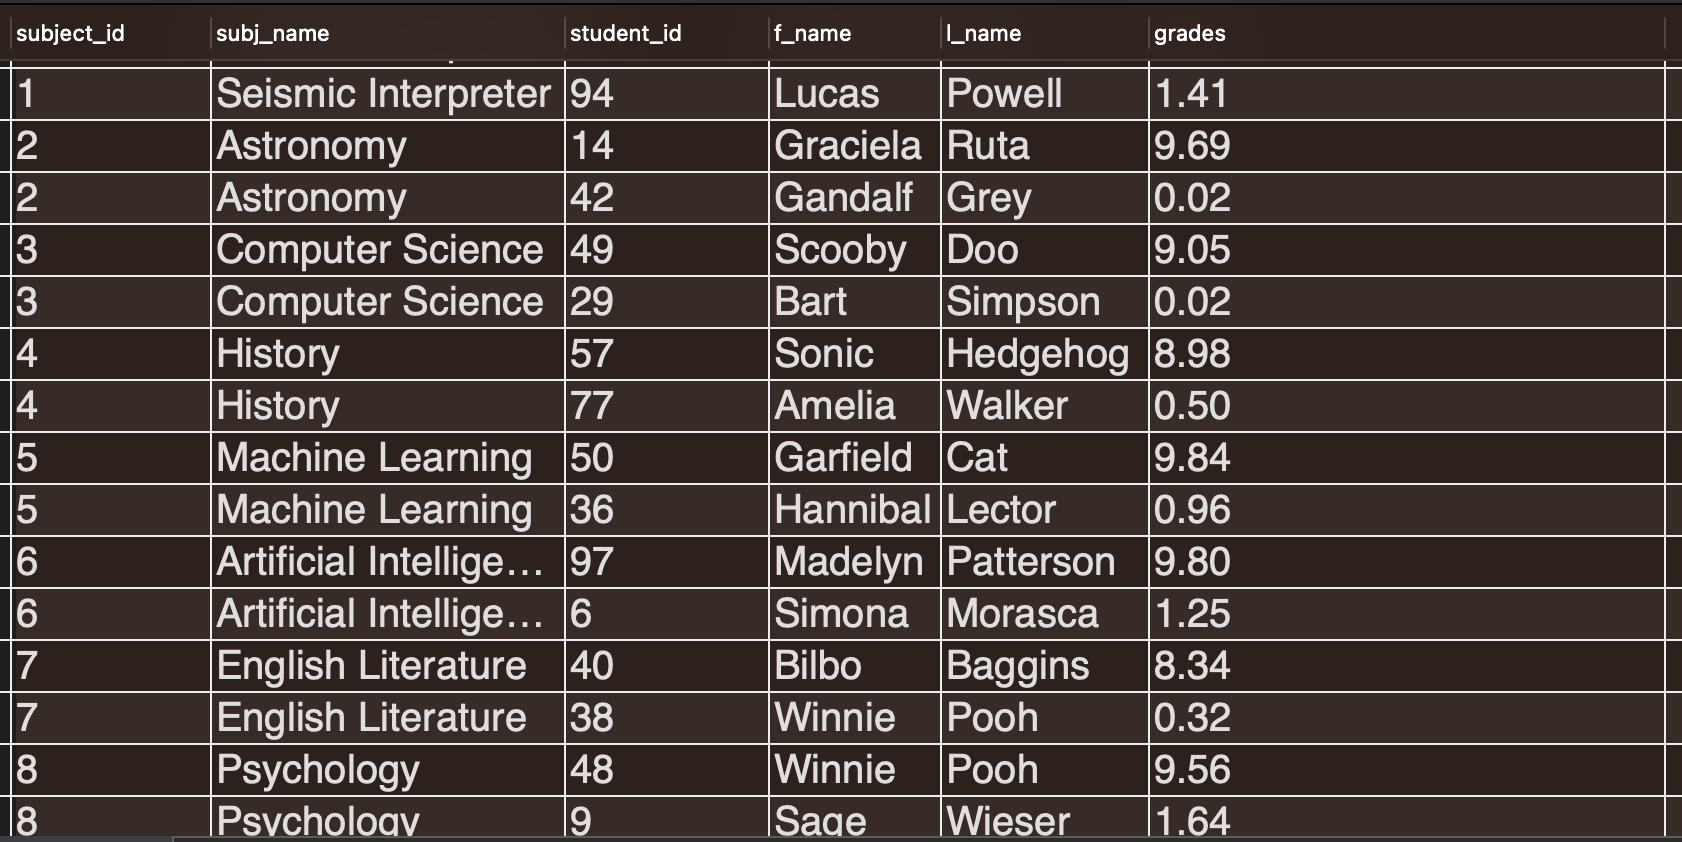 subject_id subj_name student_id f_name l_name grades
1 Seismic Interpreter 94 Lucas Powell 1.41
2 Astronomy 14 Graciela Ruta 9.69
2 Astronomy 42 Gandalf Grey 0.02
3 Computer Science 49 Scooby Doo 9.05
3 Computer Science 29 Bart Simpson 0.02
4 History 57 Sonic Hedgehog 8.98
4 History 77 Amelia Walker 0.50
5 Machine Learning 50 Garfield Cat 9.84
5 Machine Learning 36 Hannibal Lector 0.96
6 Artificial Intellige... 97 Madelyn Patterson 9.80
6 Artificial Intellige... 6 Simona Morasca 1.25
7 English Literature 40 Bilbo Baggins 8.34
7 English Literature 38 Winnie Pooh 0.32
8 Psychology 48 Winnie Pooh 9.56
8 Psychology 9 Sage Wieser 1.64